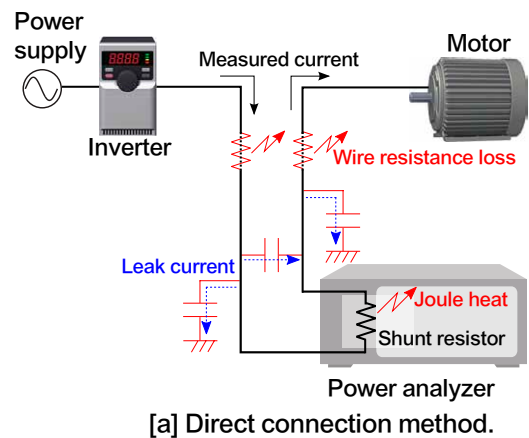 Power
supply
Measured current
Motor
8888
Inverter
Wire resistance loss
Leak current
Joule heat
Shunt resistor
Power analyzer
[a] Direct connection method.